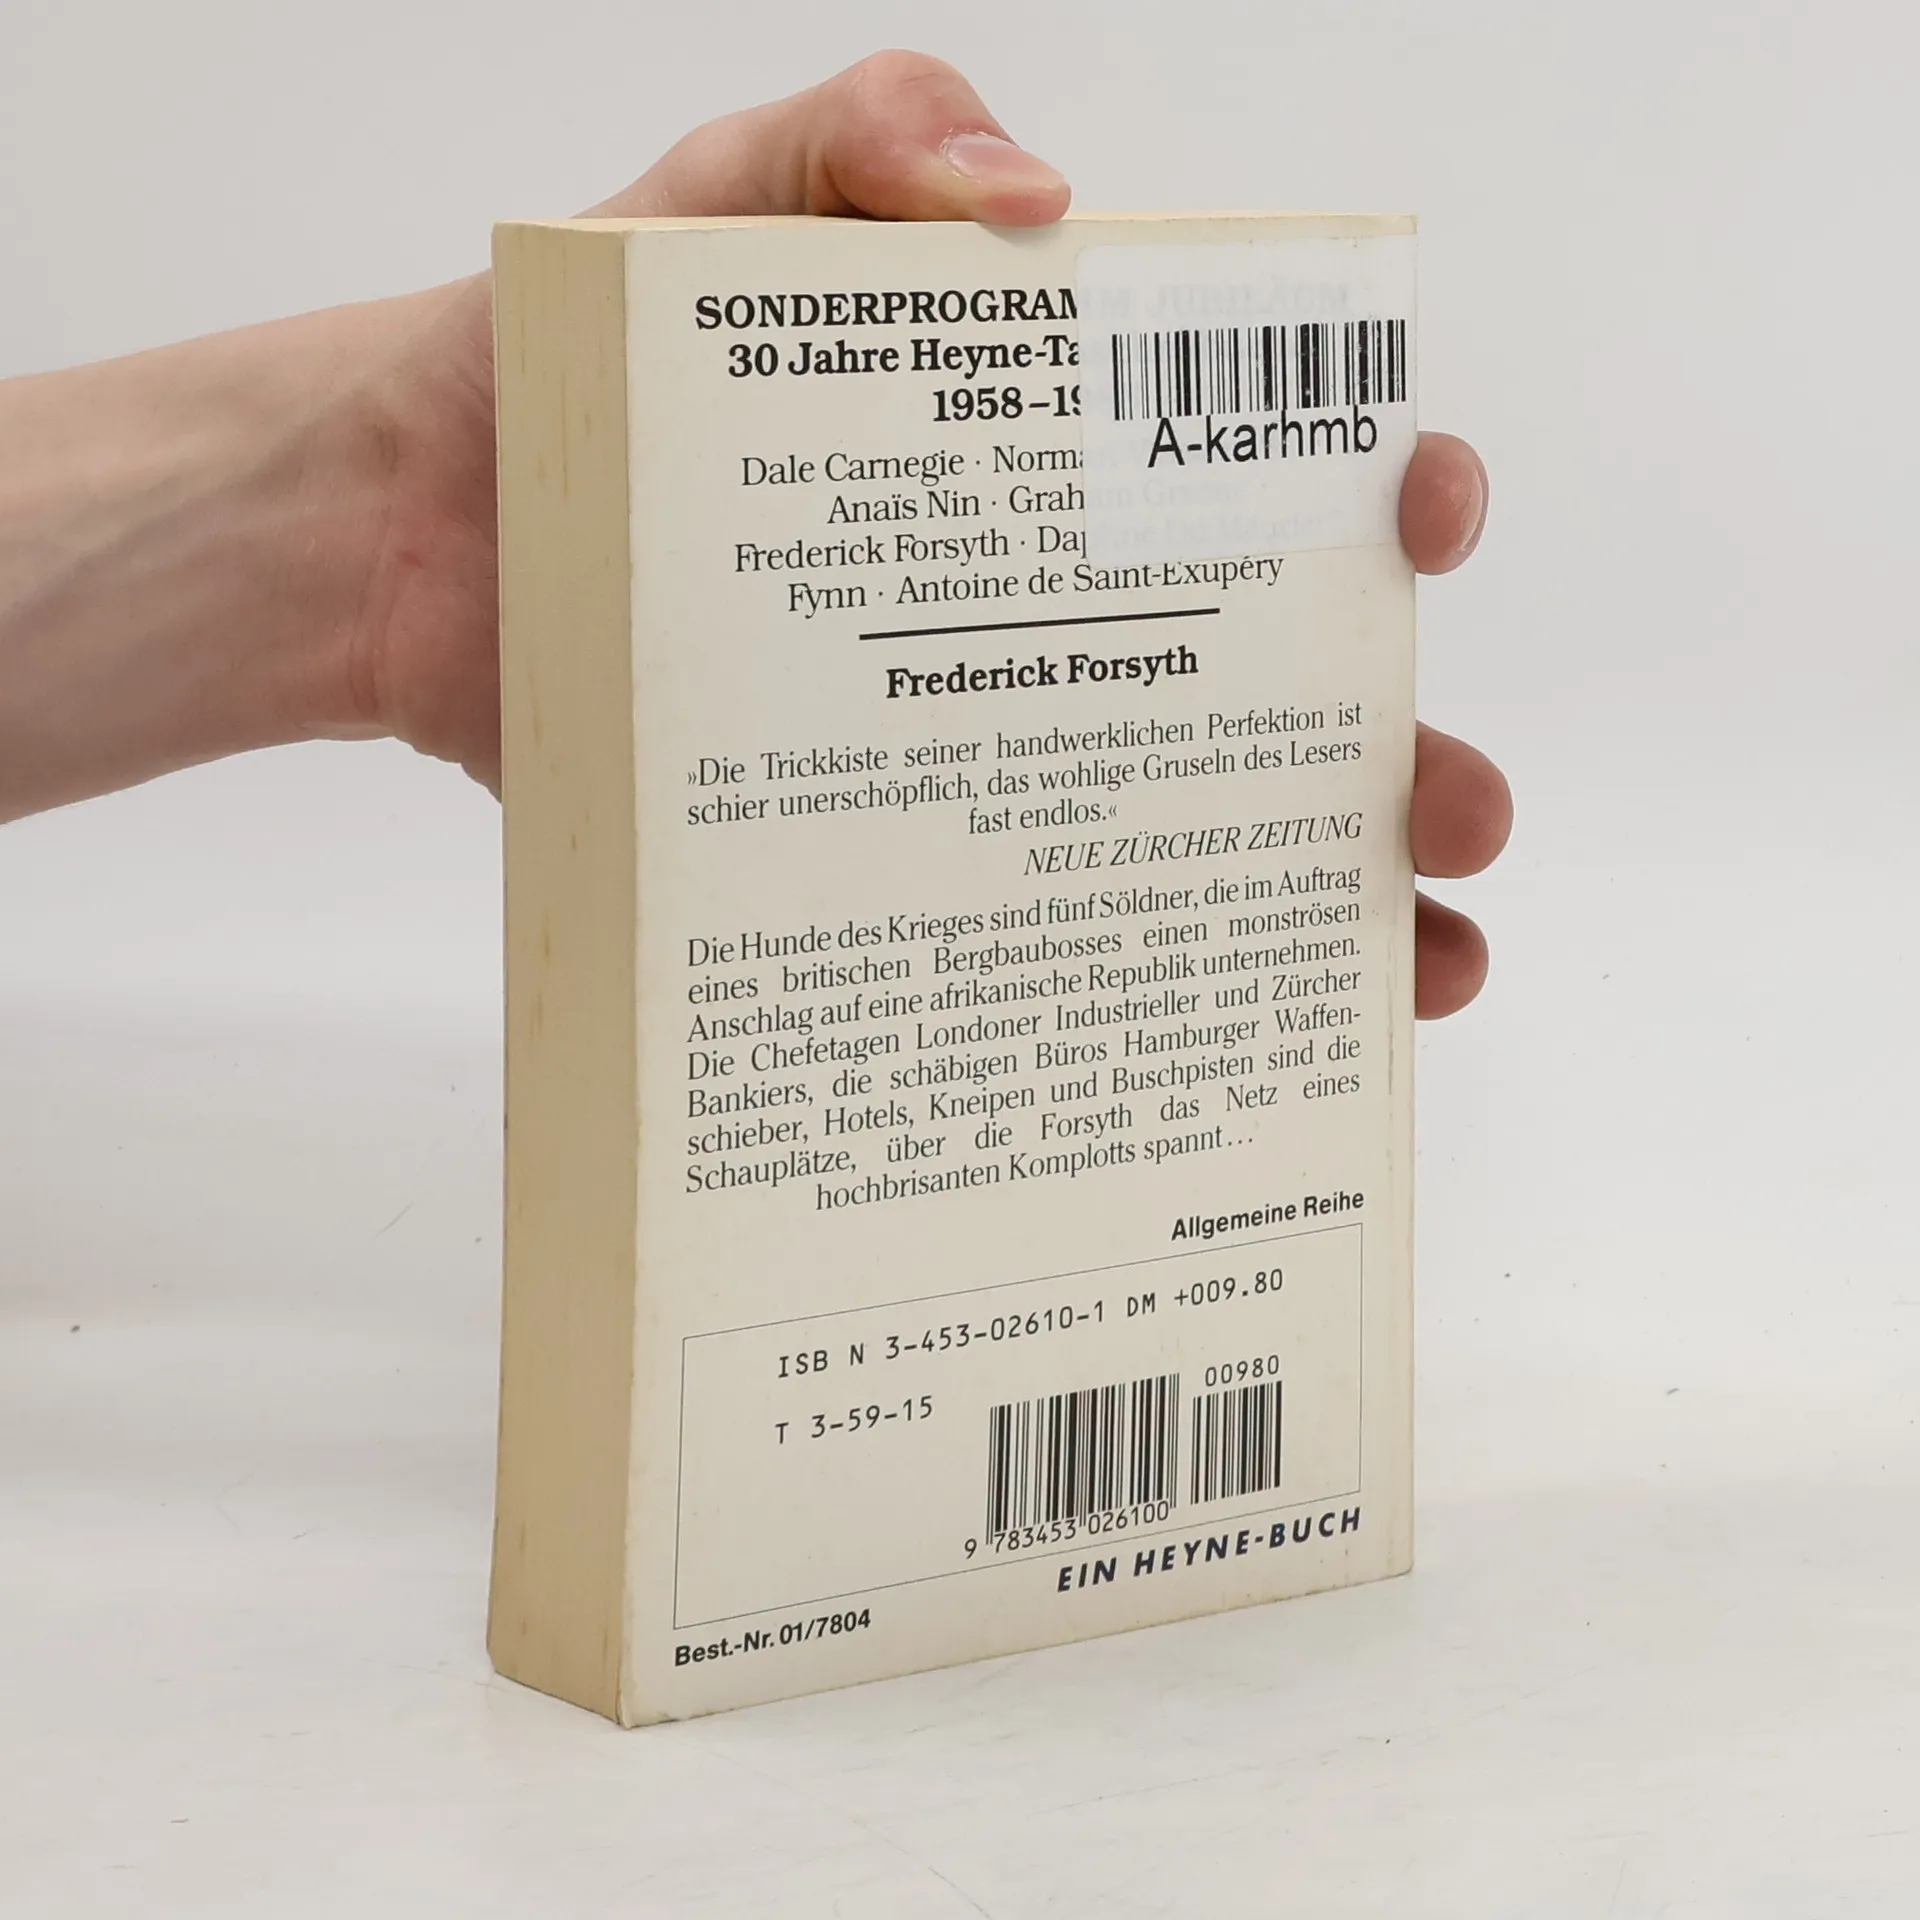 SONDERPROGRAM
30 Jahre Heyne-Ta
1958–19
A-karhmb
Dale Carnegie · Norma
Anaïs Nin · Grah
Frederick Forsyth · Dap
Fynn · Antoine de Saint-Exupéry
Frederick Forsyth
»Die Trickkiste seiner handwerklichen Perfektion ist
schier unerschöpflich, das wohlige Gruseln des Lesers
fast endlos.«
NEUE ZÜRCHER ZEITUNG
Die Hunde des Krieges sind fünf Söldner, die im Auftrag
eines britischen Bergbaubosses einen monströsen
Anschlag auf eine afrikanische Republik unternehmen.
Die Chefetagen Londoner Industrieller und Zürcher
Bankiers, die schäbigen Büros Hamburger Waffen-
schieber, Hotels, Kneipen und Buschpisten sind die
Schauplätze, über die Forsyth das Netz eines
hochbrisanten Komplotts spannt...
Allgemeine Reihe
ISB N 3-453-02610-1 DM +009.80
T 3-59-15
00980
9 783453 026100
EIN HEYNE-BUCH
Best.-Nr. 01/7804